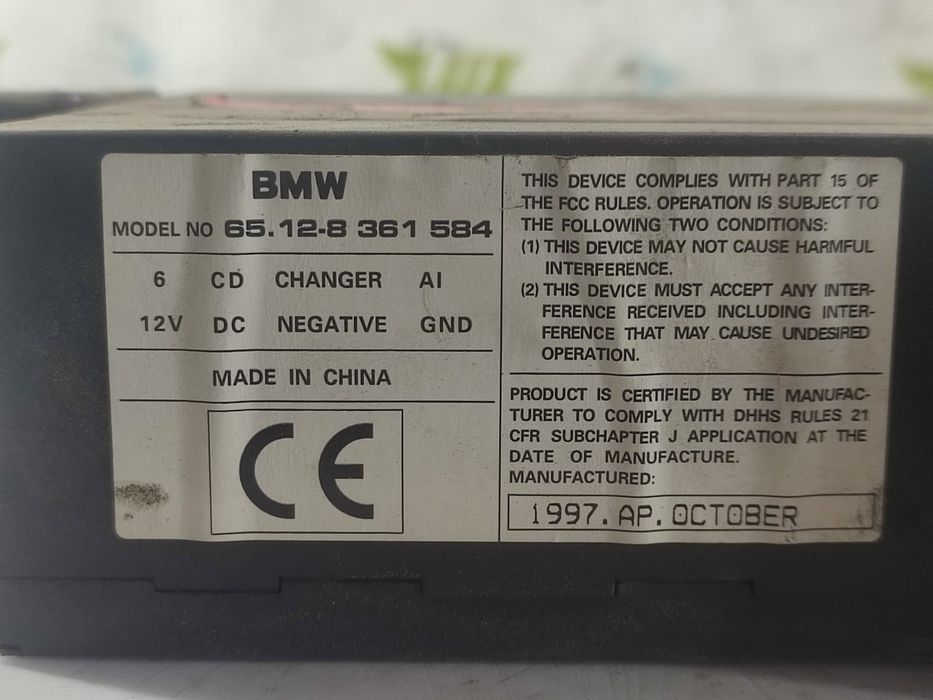 BMW
MODEL NO 65.12-8 361 584
6 CD CHANGER AI
12V DC NEGATIVE GND
MADE IN CHINA
CE
THIS DEVICE COMPLIES WITH PART 15 OF
THE FCC RULES. OPERATION IS SUBJECT TO
THE FOLLOWING TWO CONDITIONS:
(1) THIS DEVICE MAY NOT CAUSE HARMFUL
INTERFERENCE.
(2) THIS DEVICE MUST ACCEPT ANY INTER-
FERENCE RECEIVED INCLUDING INTER-
FERENCE THAT MAY CAUSE UNDESIRED
OPERATION.
PRODUCT IS CERTIFIED BY THE MANUFAC-
TURER TO COMPLY WITH DHHS RULES 21
CFR SUBCHAPTER J APPLICATION AT THE
DATE OF MANUFACTURE.
MANUFACTURED:
1997. AP. OCTOBER